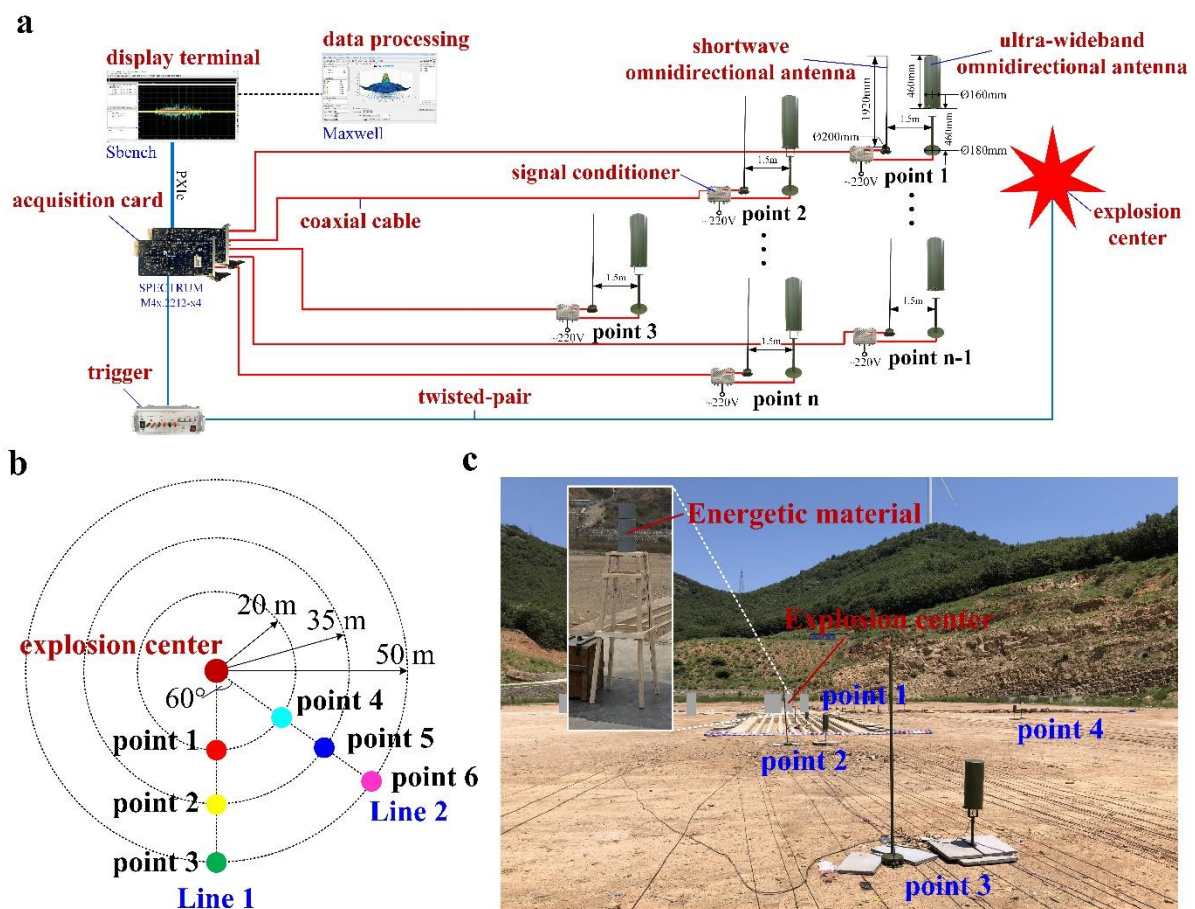 a
display terminal
data processing
Sbench
Maxwell
shortwave
omnidirectional antenna
ultra-wideband
omnidirectional antenna
1920mm
460mm
Ø160mm
1.5m
460mm
Ø200mm
Ø180mm
~220V
point 1
PXIe
acquisition card
SPECTRUM
M4x.2212-x4
coaxial cable
signal conditioner
1.5m
~220V
point 2
explosion
center
1.5m
~220V
point 3
1.5m
~220V
point n-1
1.5m
~220V
point n
trigger
twisted-pair
b
20 m
35 m
50 m
explosion center
60°
point 4
point 1
point 5
point 2
point 6
Line 2
point 3
Line 1
c
Energetic material
Explosion center
point 1
point 4
point 2
point 3